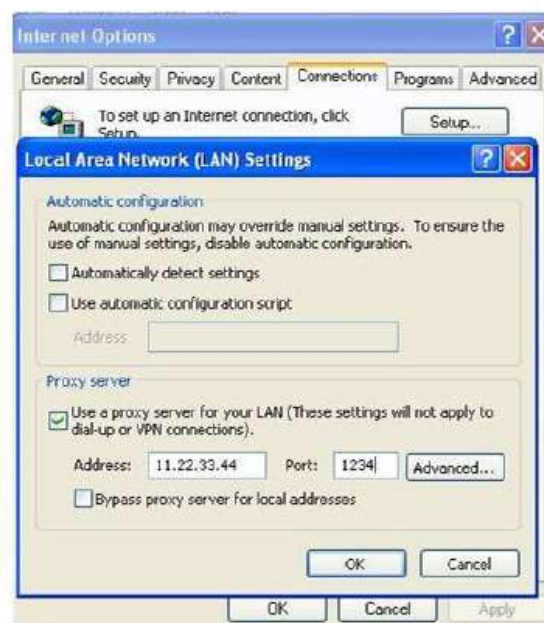 Internet Options
General Security Privacy Content Connections Programs Advanced
To set up an Internet connection, click
Setup.
Setup...
Local Area Network (LAN) Settings
Automatic configuration
Automatic configuration may override manual settings. To ensure the
use of manual settings, disable automatic configuration.
Automatically detect settings
Use automatic configuration script
Address
Proxy server
Use a proxy server for your LAN (These settings will not apply to
dial-up or VPN connections).
Address: 11.22.33.44 Port: 1234 Advanced...
Bypass proxy server for local addresses
OK Cancel
OK Cancel Apply